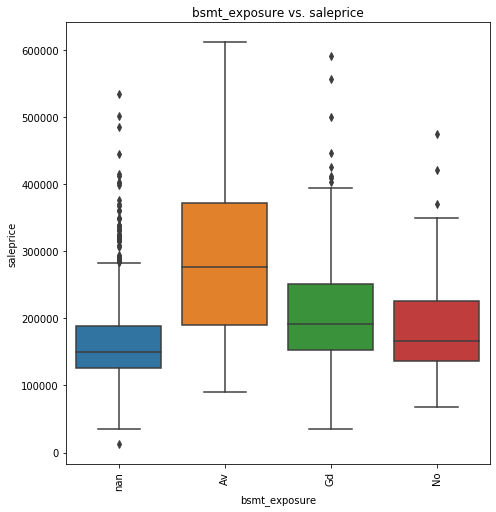 bsmt_exposure vs. saleprice
600000
500000
400000
300000
200000
100000
0
saleprice
nan
Av
Gd
No
bsmt_exposure